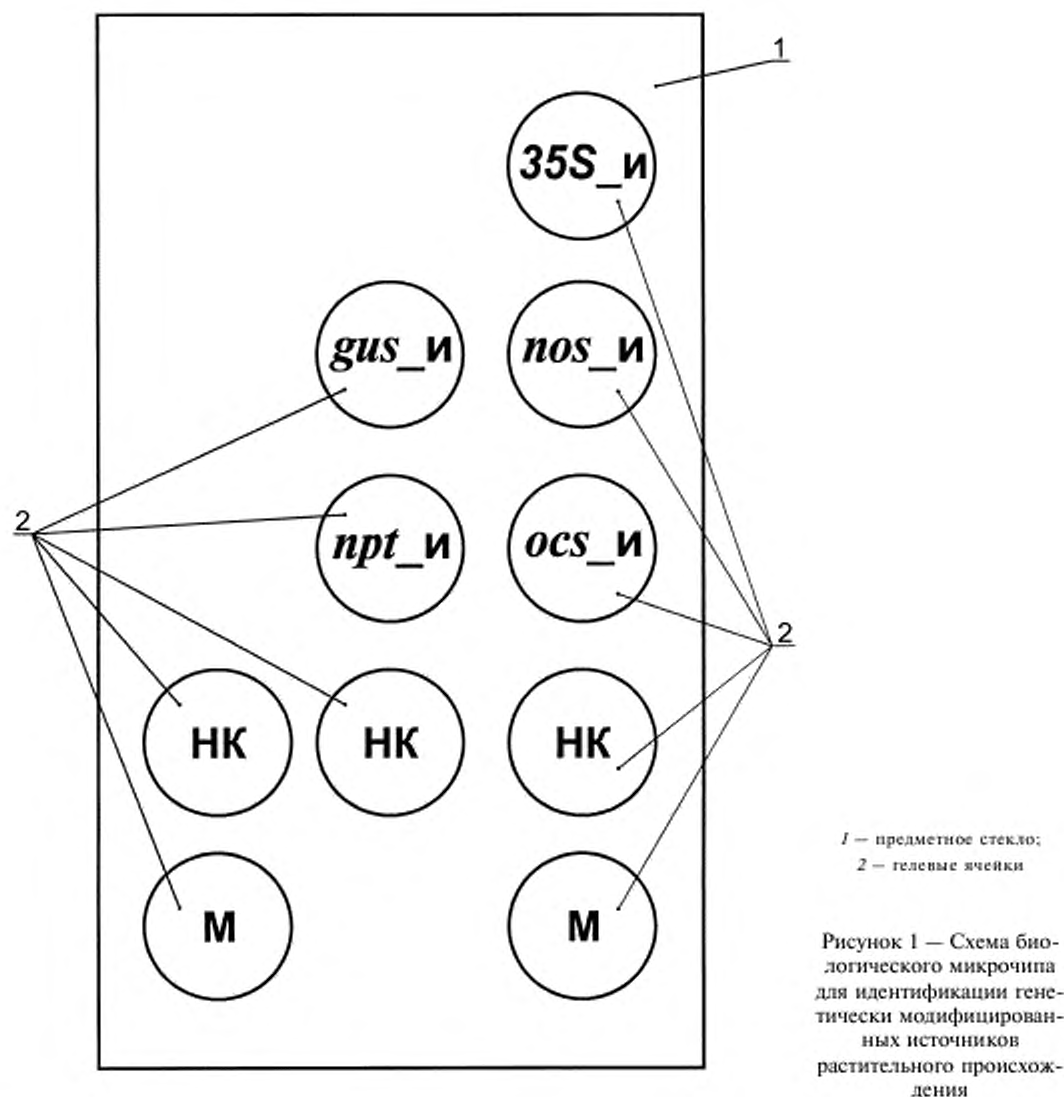 1
35S_и
gus_и nos_и
2
npt_и ocs_и
2
НК НК НК
М М
1 — предметное стекло;
2 — гелевые ячейки
Рисунок 1 — Схема био-
логического микрочипа
для идентификации гене-
тически модифицирован-
ных источников
растительного происхож-
дения